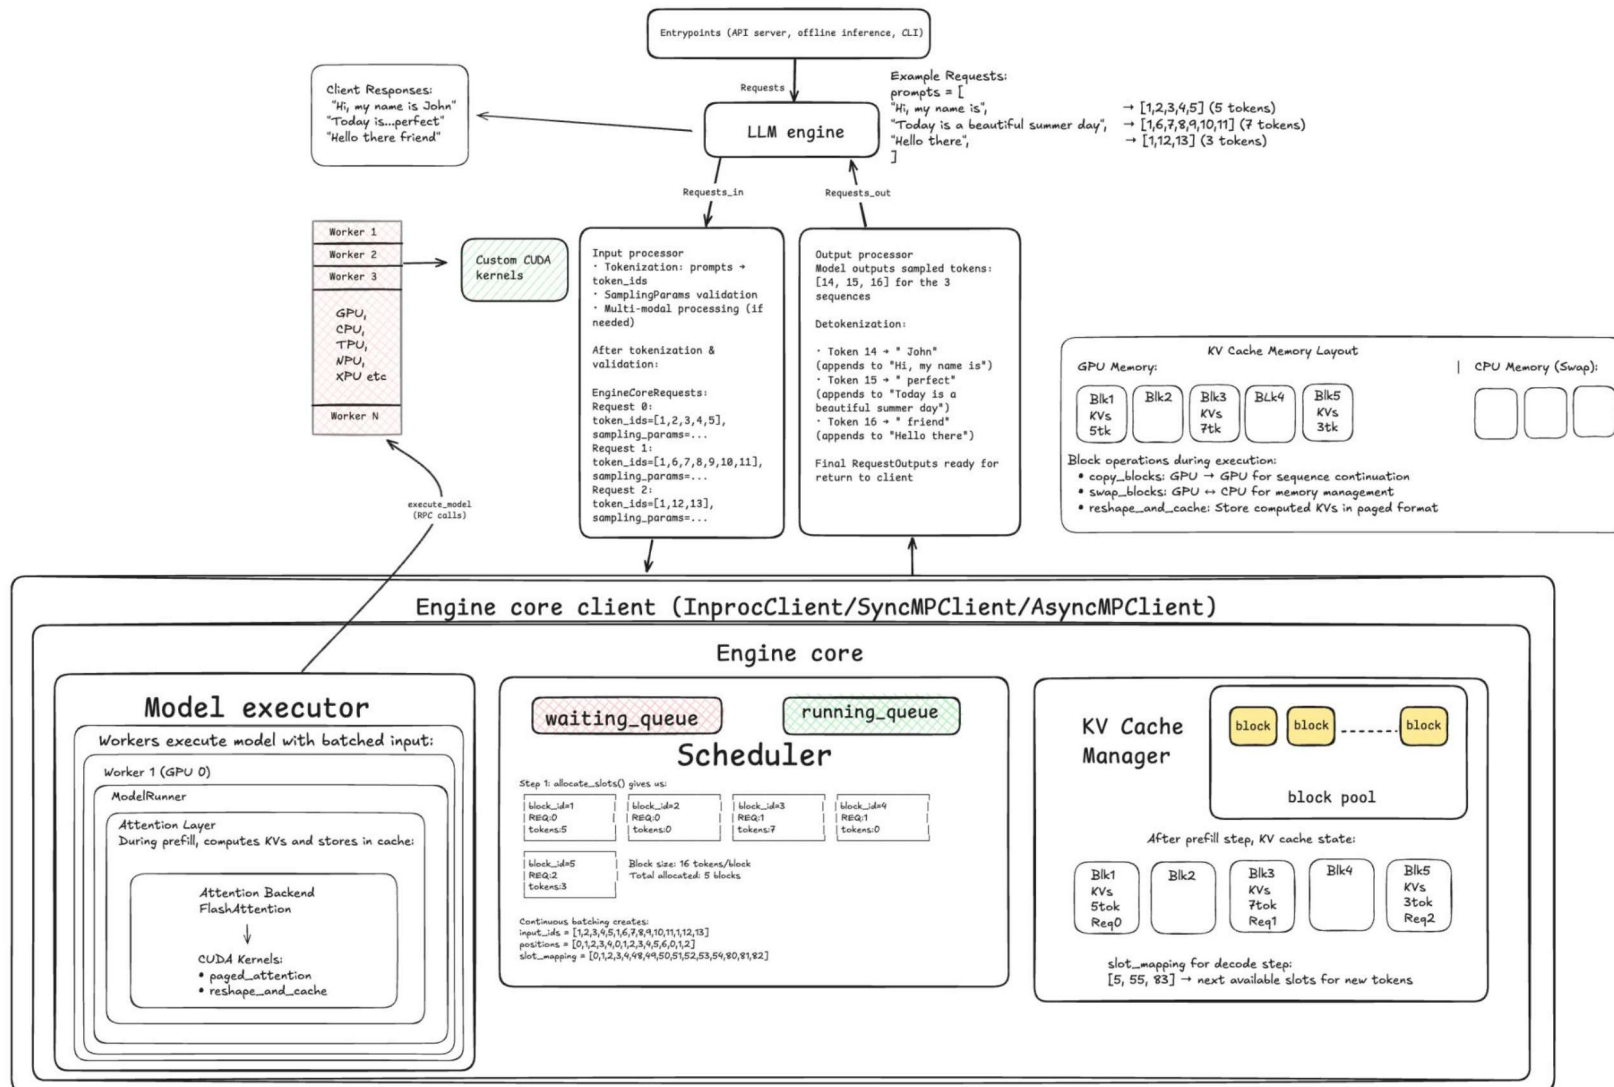 Entrypoints (API server, offline inference, CLI)
Requests
Client Responses:
"Hi, my name is John"
"Today is...perfect"
"Hello there friend"
LLM engine
Example Requests:
prompts = [
"Hi, my name is", → [1,2,3,4,5] (5 tokens)
"Today is a beautiful summer day", → [1,6,7,8,9,10,11] (7 tokens)
"Hello there", → [1,12,13] (3 tokens)
]
Requests_in
Requests_out
Worker 1
Worker 2
Worker 3
GPU,
CPU,
TPU,
NPU,
XPU etc
Worker N
Custom CUDA
kernels
execute_model
(RPC calls)
Input processor
· Tokenization: prompts →
token_ids
· SamplingParams validation
· Multi-modal processing (if
needed)
After tokenization &
validation:
EngineCoreRequests:
Request 0:
token_ids=[1,2,3,4,5],
sampling_params=...
Request 1:
token_ids=[1,6,7,8,9,10,11],
sampling_params=...
Request 2:
token_ids=[1,12,13],
sampling_params=...
Output processor
Model outputs sampled tokens:
[14, 15, 16] for the 3
sequences
Detokenization:
· Token 14 → " John"
(appends to "Hi, my name is")
· Token 15 → " perfect"
(appends to "Today is a
beautiful summer day")
· Token 16 → " friend"
(appends to "Hello there")
Final RequestOutputs ready for
return to client
KV Cache Memory Layout
GPU Memory:
| CPU Memory (Swap):
Blk1
KVs
5tk
Blk2
Blk3
KVs
7tk
BLk4
Blk5
KVs
3tk
Block operations during execution:
• copy_blocks: GPU → GPU for sequence continuation
• swap_blocks: GPU ↔ CPU for memory management
• reshape_and_cache: Store computed KVs in paged format
Engine core client (InprocClient/SyncMPClient/AsyncMPClient)
Engine core
Model executor
Workers execute model with batched input:
Worker 1 (GPU 0)
ModelRunner
Attention Layer
During prefill, computes KVs and stores in cache:
Attention Backend
FlashAttention
CUDA Kernels:
• paged_attention
• reshape_and_cache
waiting_queue
running_queue
Scheduler
Step 1: allocate_slots() gives us:
block_id=1
REQ:0
tokens:5
block_id=2
REQ:0
tokens:0
block_id=3
REQ:1
tokens:7
block_id=4
REQ:1
tokens:0
block_id=5
REQ:2
tokens:3
Block size: 16 tokens/block
Total allocated: 5 blocks
Continuous batching creates:
input_ids = [1,2,3,4,5,1,6,7,8,9,10,11,1,12,13]
positions = [0,1,2,3,4,0,1,2,3,4,5,6,0,1,2]
slot_mapping = [0,1,2,3,4,48,49,50,51,52,53,54,80,81,82]
KV Cache
Manager
block
block
block
block pool
After prefill step, KV cache state:
Blk1
KVs
5tok
Req0
Blk2
Blk3
KVs
7tok
Req1
Blk4
Blk5
KVs
3tok
Req2
slot_mapping for decode step:
[5, 55, 83] → next available slots for new tokens